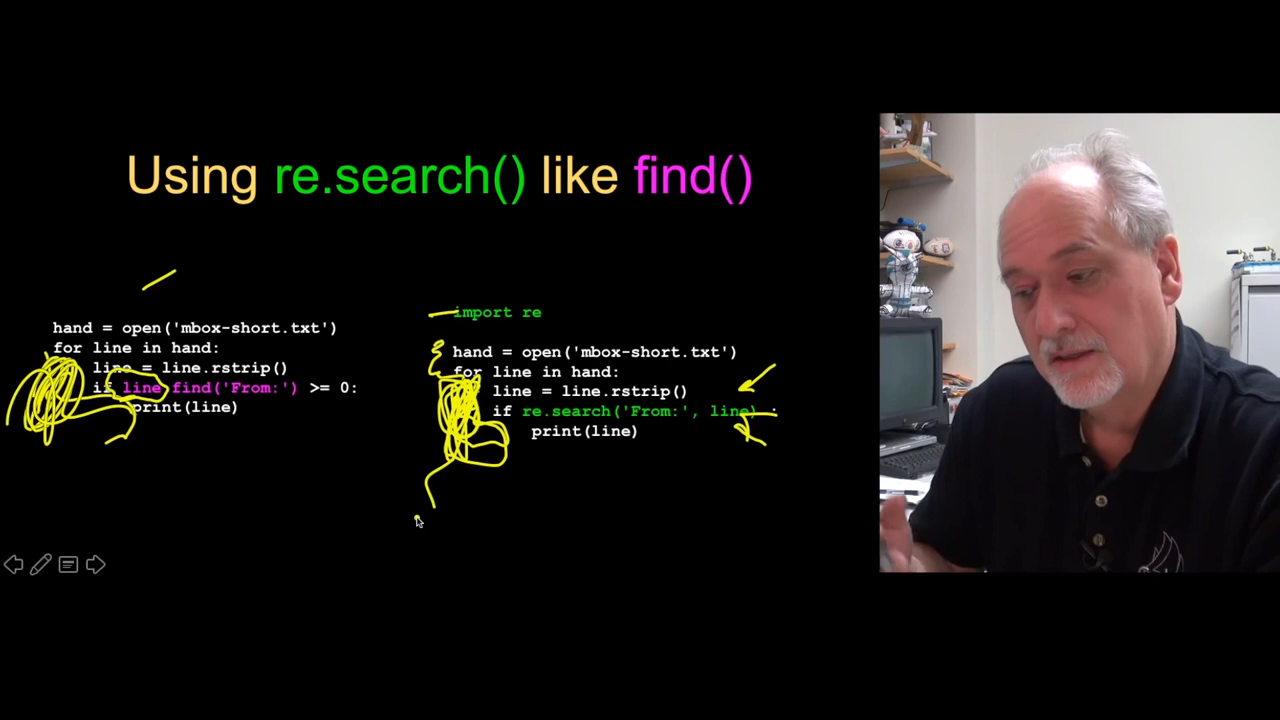 Using re.search() like find()
hand = open('mbox-short.txt')
for line in hand:
line = line.rstrip()
if line.find('From:') >= 0:
print(line)
import re
hand = open('mbox-short.txt')
for line in hand:
line = line.rstrip()
if re.search('From:', line) :
print(line)